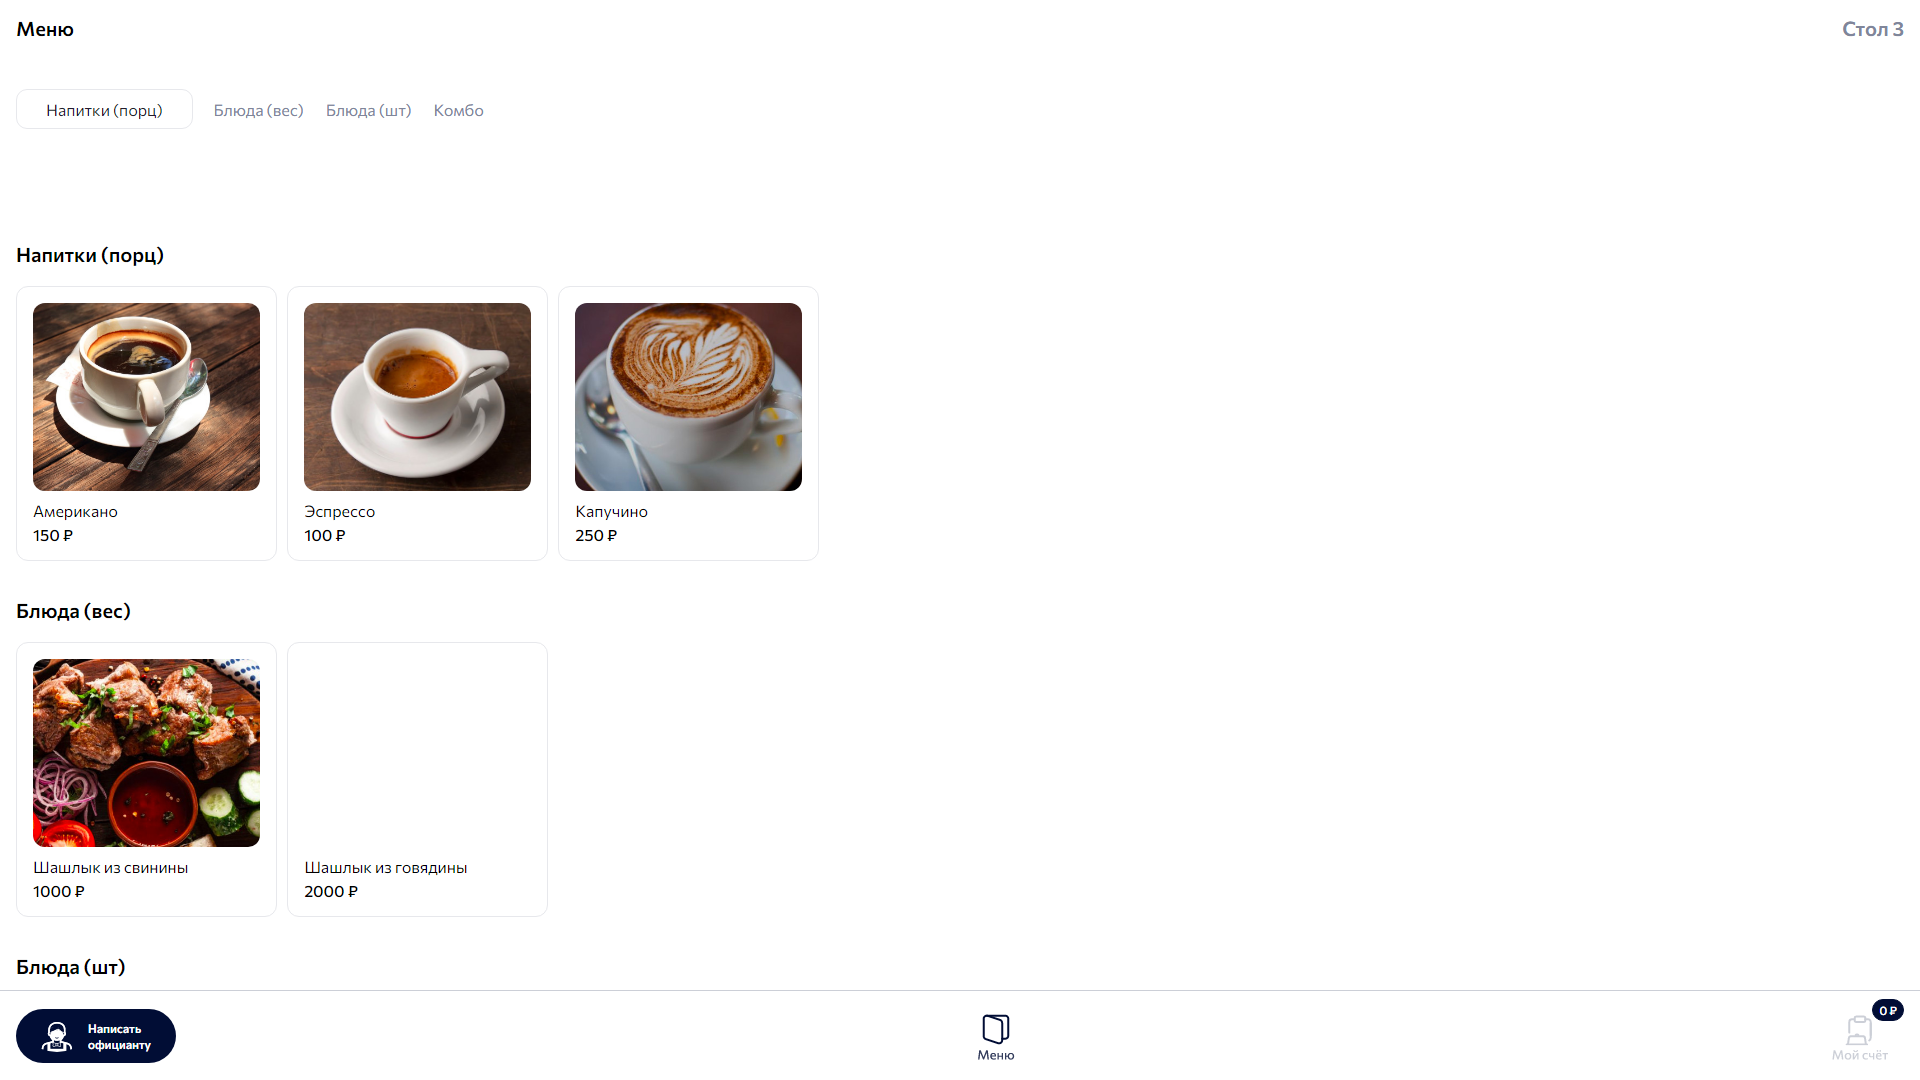 Меню
Стол 3
Напитки (порц)
Блюда (вес)
Блюда (шт)
Комбо
Напитки (порц)
Американо
150 ₽
Эспрессо
100 ₽
Капучино
250 ₽
Блюда (вес)
Шашлык из свинины
1000 ₽
Шашлык из говядины
2000 ₽
Блюда (шт)
Написать
официанту
Меню
0 ₽
Мой счёт